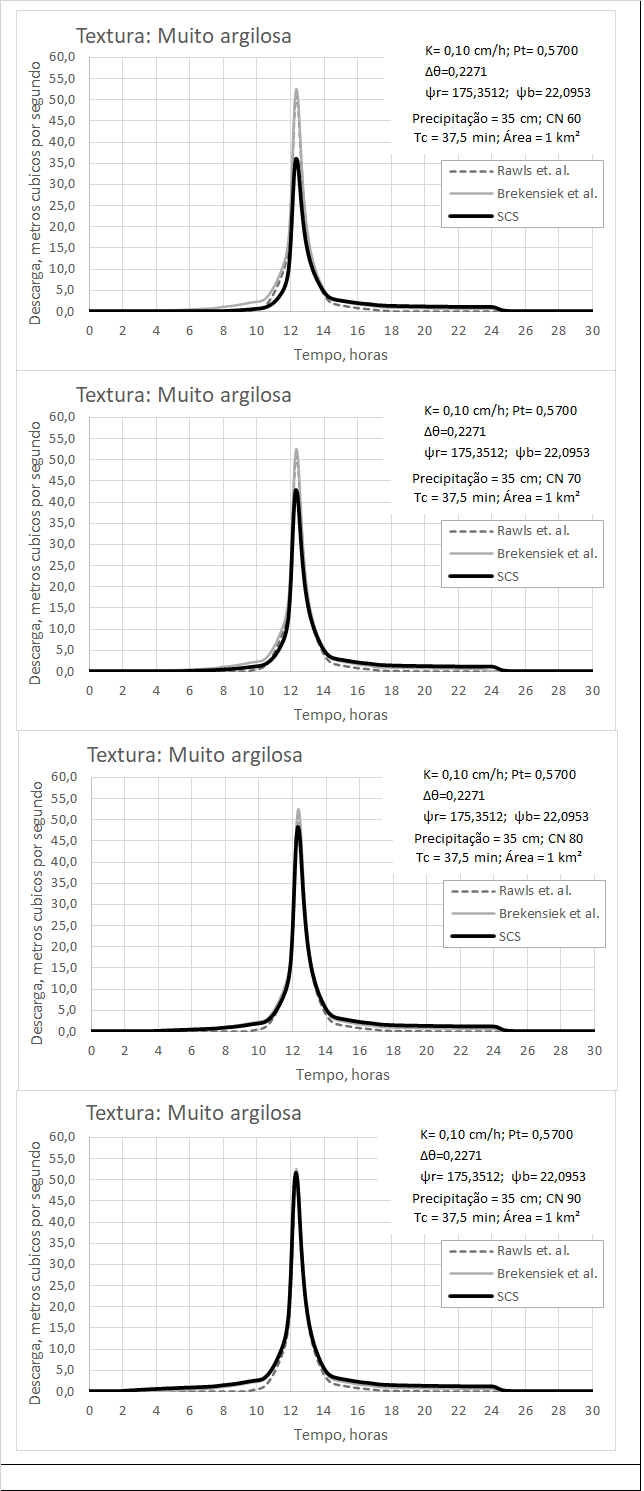 Textura: Muito argilosa
K= 0,10 cm/h; Pt= 0,5700
Δθ=0,2271
ψr= 175,3512; ψb= 22,0953
Precipitação = 35 cm; CN 60
Tc = 37,5 min; Área = 1 km²
Rawls et. al.
Brekensiek et al.
SCS
Descarga, metros cubicos por segundo
60,0
55,0
50,0
45,0
40,0
35,0
30,0
25,0
20,0
15,0
10,0
5,0
0,0
0 2 4 6 8 10 12 14 16 18 20 22 24 26 28 30
Tempo, horas
Textura: Muito argilosa
K= 0,10 cm/h; Pt= 0,5700
Δθ=0,2271
ψr= 175,3512; ψb= 22,0953
Precipitação = 35 cm; CN 70
Tc = 37,5 min; Área = 1 km²
Rawls et. al.
Brekensiek et al.
SCS
Descarga, metros cubicos por segundo
60,0
55,0
50,0
45,0
40,0
35,0
30,0
25,0
20,0
15,0
10,0
5,0
0,0
0 2 4 6 8 10 12 14 16 18 20 22 24 26 28 30
Tempo, horas
Textura: Muito argilosa
K= 0,10 cm/h; Pt= 0,5700
Δθ=0,2271
ψr= 175,3512; ψb= 22,0953
Precipitação = 35 cm; CN 80
Tc = 37,5 min; Área = 1 km²
Rawls et. al.
Brekensiek et al.
SCS
Descarga, metros cubicos por segundo
60,0
55,0
50,0
45,0
40,0
35,0
30,0
25,0
20,0
15,0
10,0
5,0
0,0
0 2 4 6 8 10 12 14 16 18 20 22 24 26 28 30
Tempo, horas
Textura: Muito argilosa
K= 0,10 cm/h; Pt= 0,5700
Δθ=0,2271
ψr= 175,3512; ψb= 22,0953
Precipitação = 35 cm; CN 90
Tc = 37,5 min; Área = 1 km²
Rawls et. al.
Brekensiek et al.
SCS
Descarga, metros cubicos por segundo
60,0
55,0
50,0
45,0
40,0
35,0
30,0
25,0
20,0
15,0
10,0
5,0
0,0
0 2 4 6 8 10 12 14 16 18 20 22 24 26 28 30
Tempo, horas